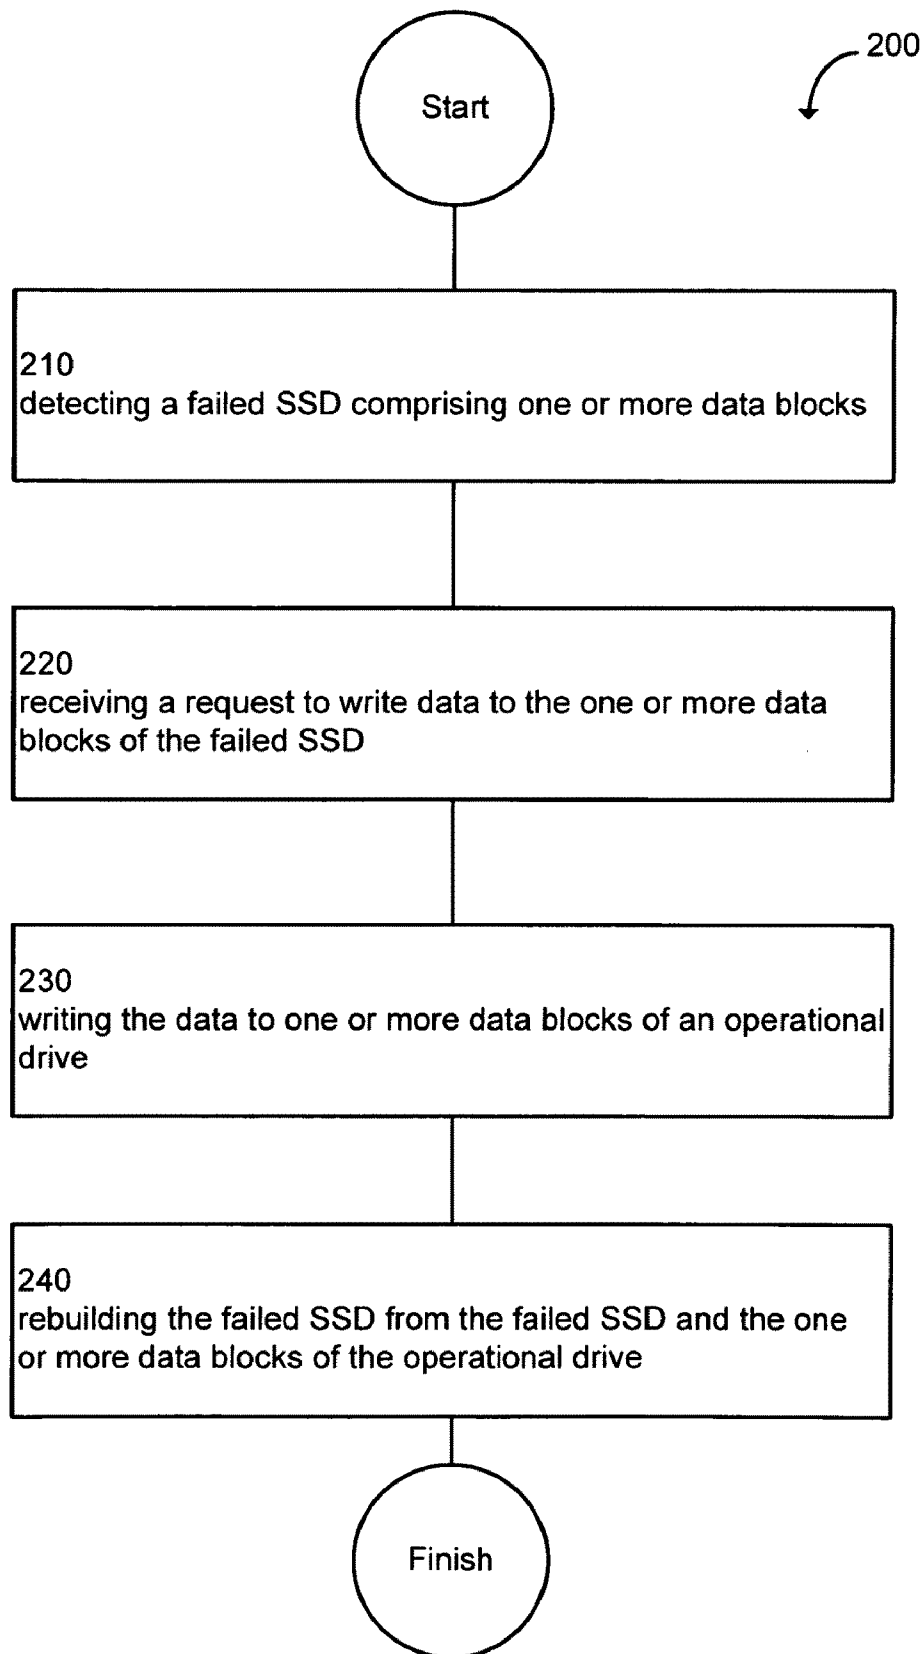 200
Start
210
detecting a failed SSD comprising one or more data blocks
220
receiving a request to write data to the one or more data
blocks of the failed SSD
230
writing the data to one or more data blocks of an operational
drive
240
rebuilding the failed SSD from the failed SSD and the one
or more data blocks of the operational drive
Finish